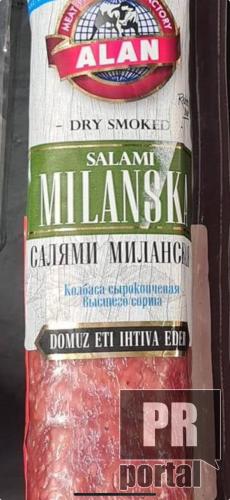 MEAT FACTORY
ALAN
- DRY SMOKED
SALAMI
MILANSKA
САЛЯМИ МИЛАНСКА
Колбаса сырокопченая
Высшего сорта
DOMUZ ETI IHTIVA EDER
PR
portal